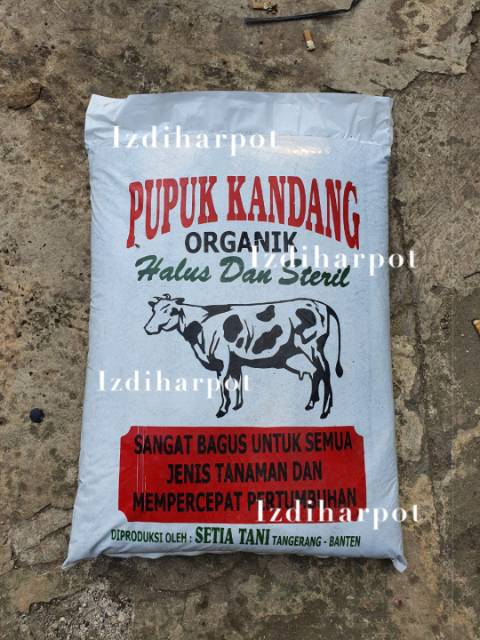 Izdiharpot
PUPUK KANDANG
ORGANIK
Izdiharpot
Halus Dan Steril
Izdiharpot
SANGAT BAGUS UNTUK SEMUA
JENIS TANAMAN DAN
MEMPERCEPAT PERTUMBUHAN
Izdiharpot
DIPRODUKSI OLEH : SETIA TANI TANGERANG - BANTEN